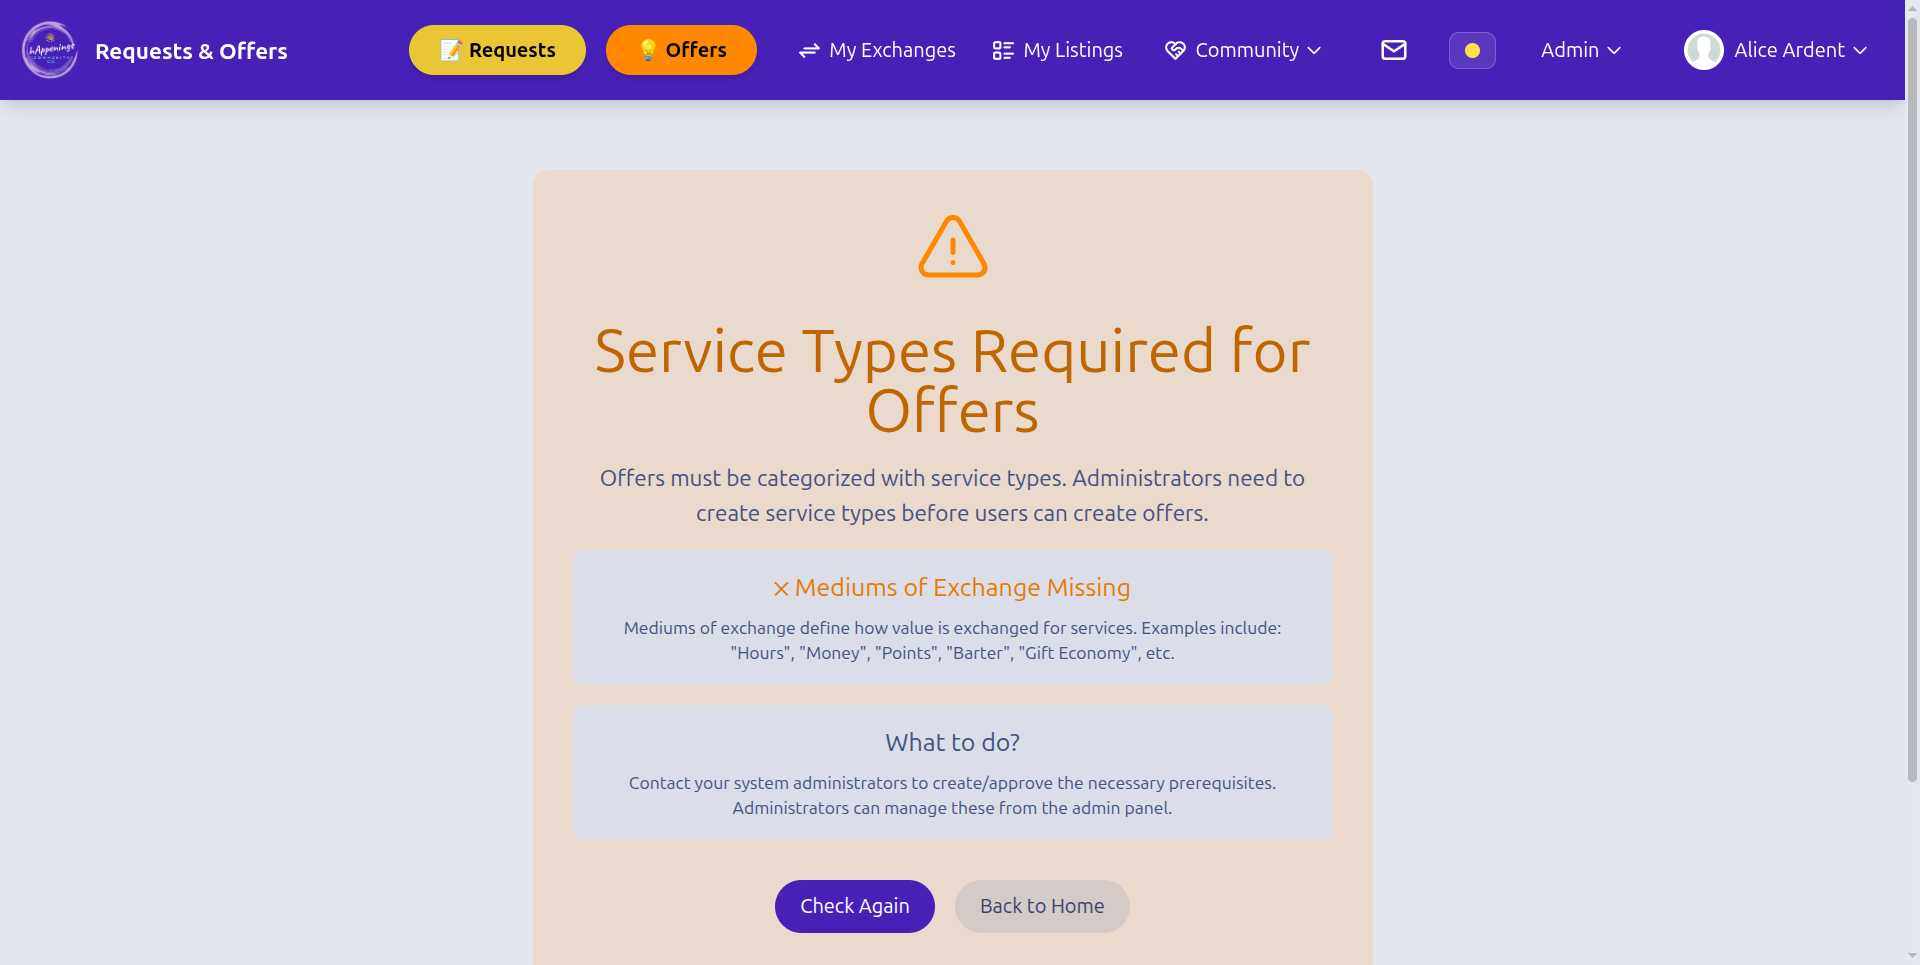 hAppenings
COMMUNITY
Requests & Offers
Requests
Offers
My Exchanges
My Listings
Community
Admin
Alice Ardent
Service Types Required for
Offers
Offers must be categorized with service types. Administrators need to
create service types before users can create offers.
Mediums of Exchange Missing
Mediums of exchange define how value is exchanged for services. Examples include:
"Hours", "Money", "Points", "Barter", "Gift Economy", etc.
What to do?
Contact your system administrators to create/approve the necessary prerequisites.
Administrators can manage these from the admin panel.
Check Again
Back to Home